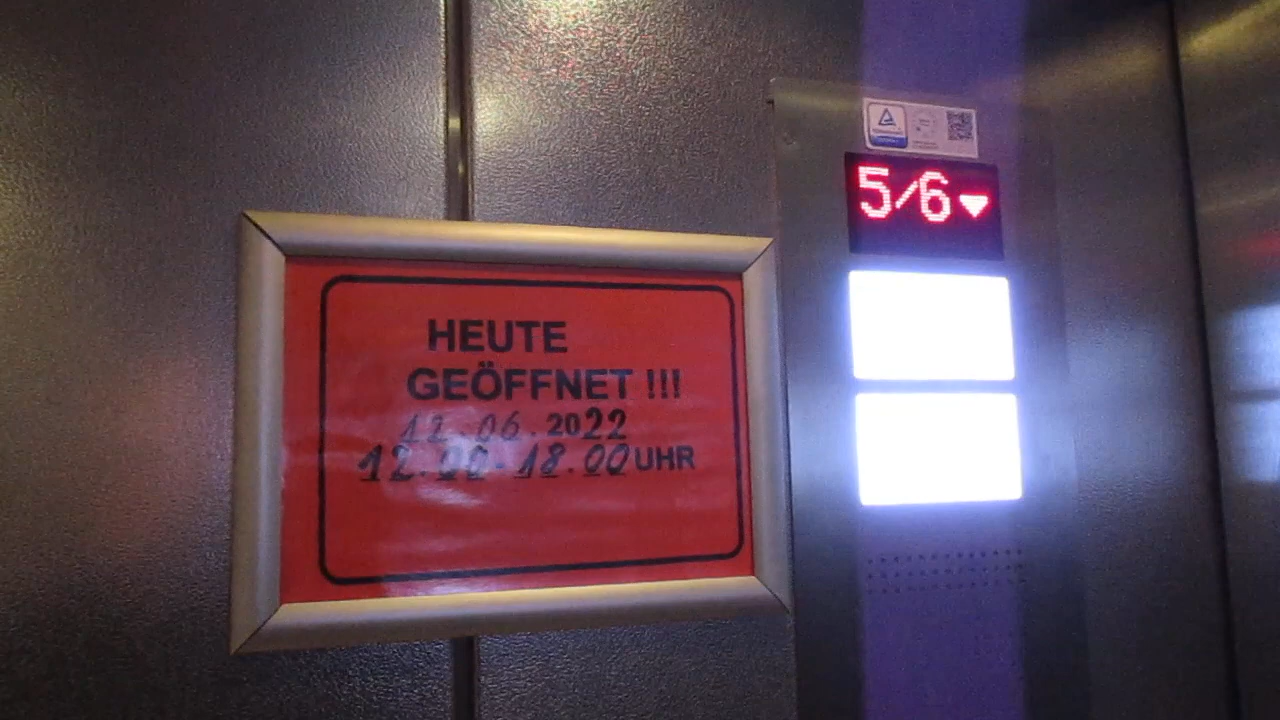 HEUTE
GEÖFFNET !!!
12.06.2022
12.00-18.00 UHR
5/6